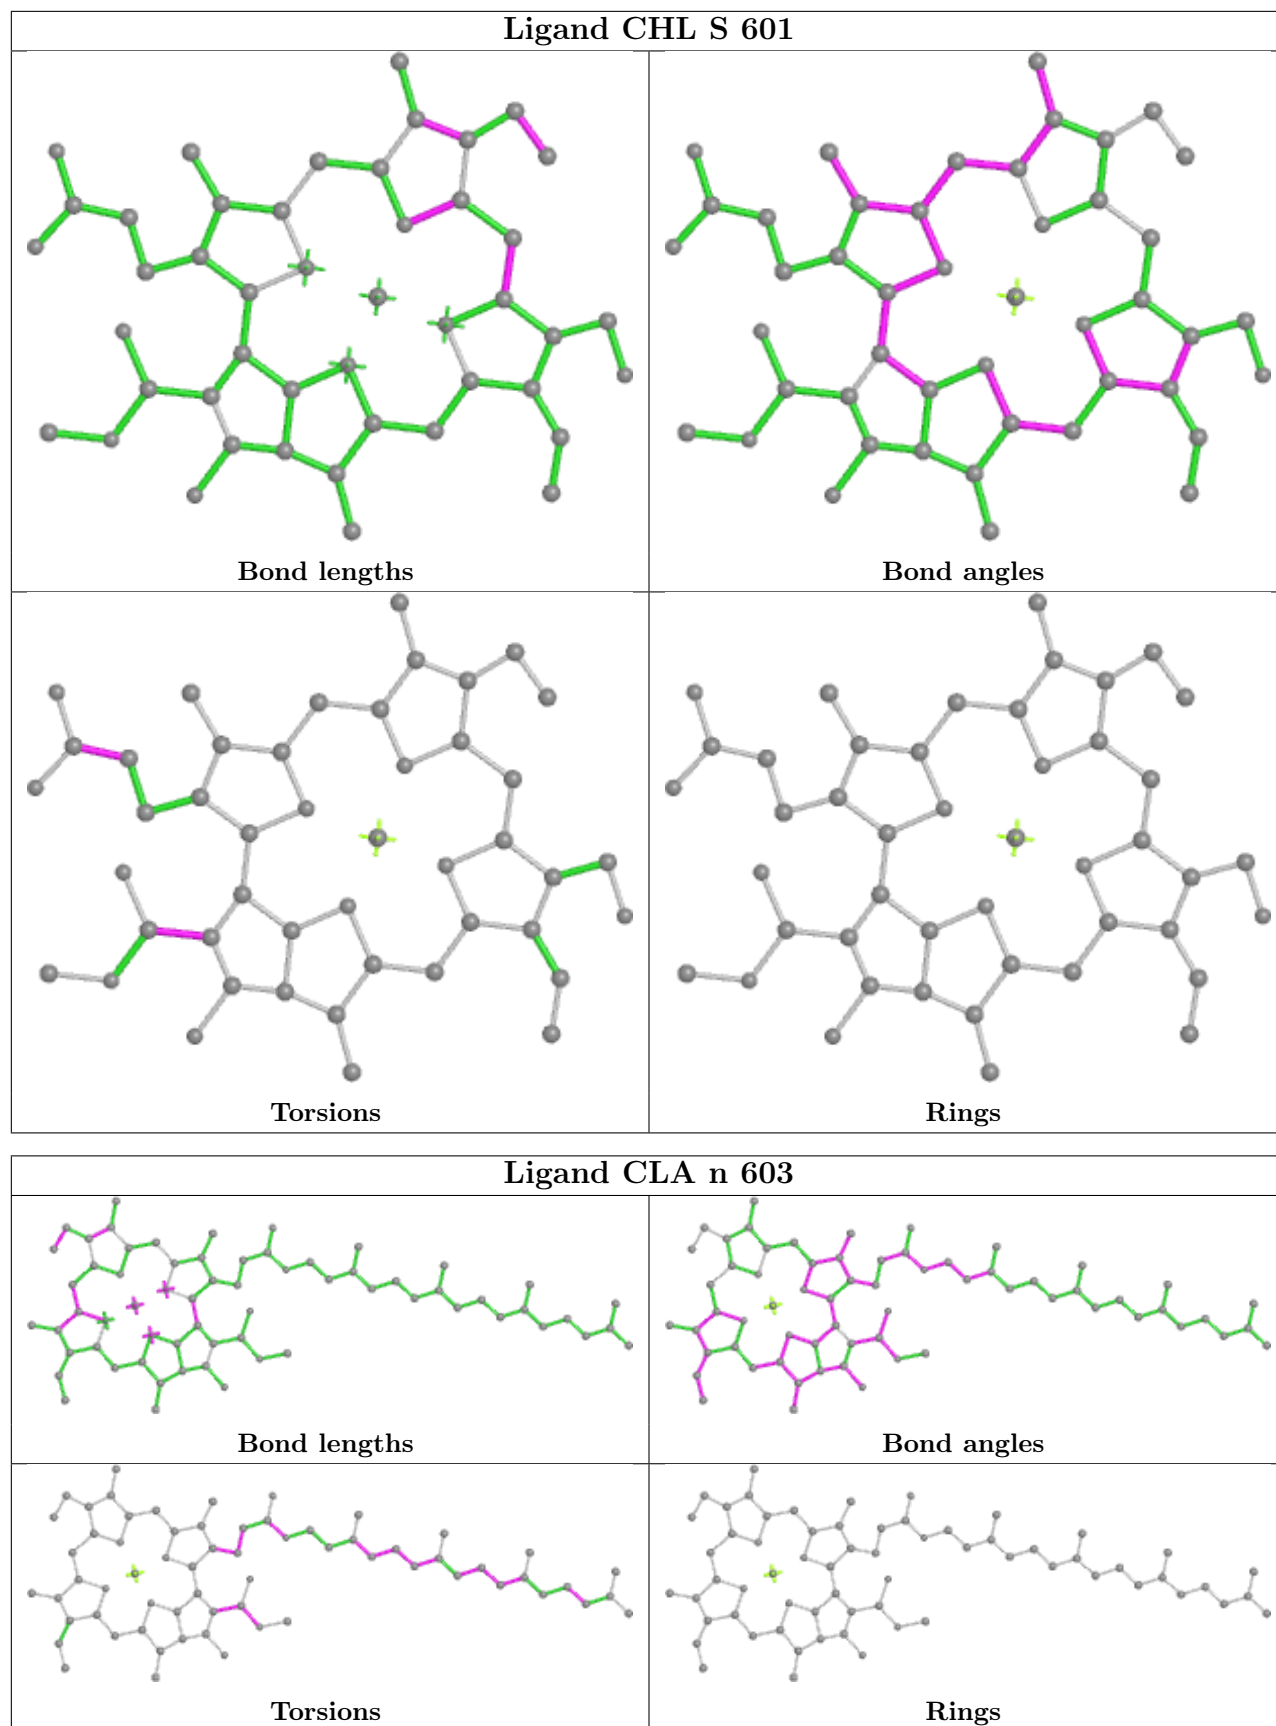 Ligand CHL S 601
Bond lengths
Bond angles
Torsions
Rings
Ligand CLA n 603
Bond lengths
Bond angles
Torsions
Rings